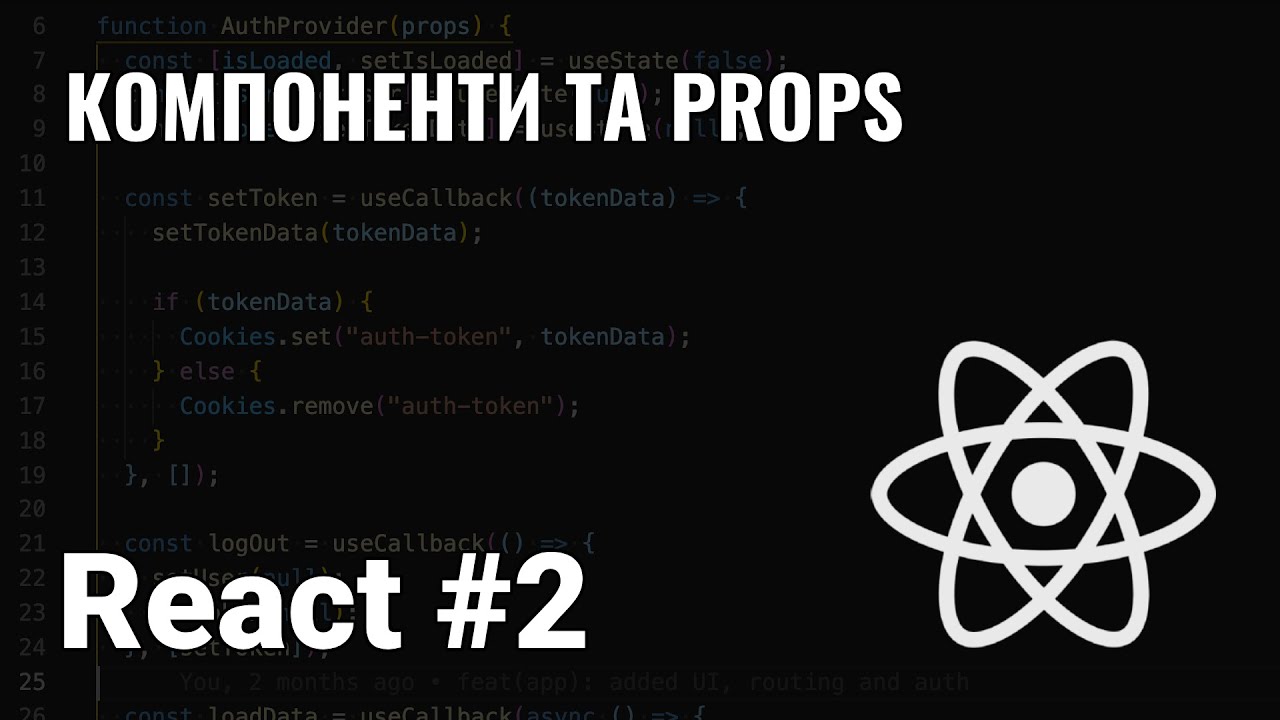 6 function AuthProvider(props) {
7 const [isLoaded, setIsLoaded] = useState(false);
8
КОМПОНЕНТИ ТА PROPS
9
10
11 const setToken = useCallback((tokenData) => {
12 setTokenData(tokenData);
13
14 if (tokenData) {
15 Cookies.set("auth-token", tokenData);
16 } else {
17 Cookies.remove("auth-token");
18 }
19 }, []);
20
21 const logOut = useCallback(() => {
22
React #2
23
24
25 You, 2 months ago • feat(app): added UI, routing and auth
26 const loadData = useCallback(async () => {